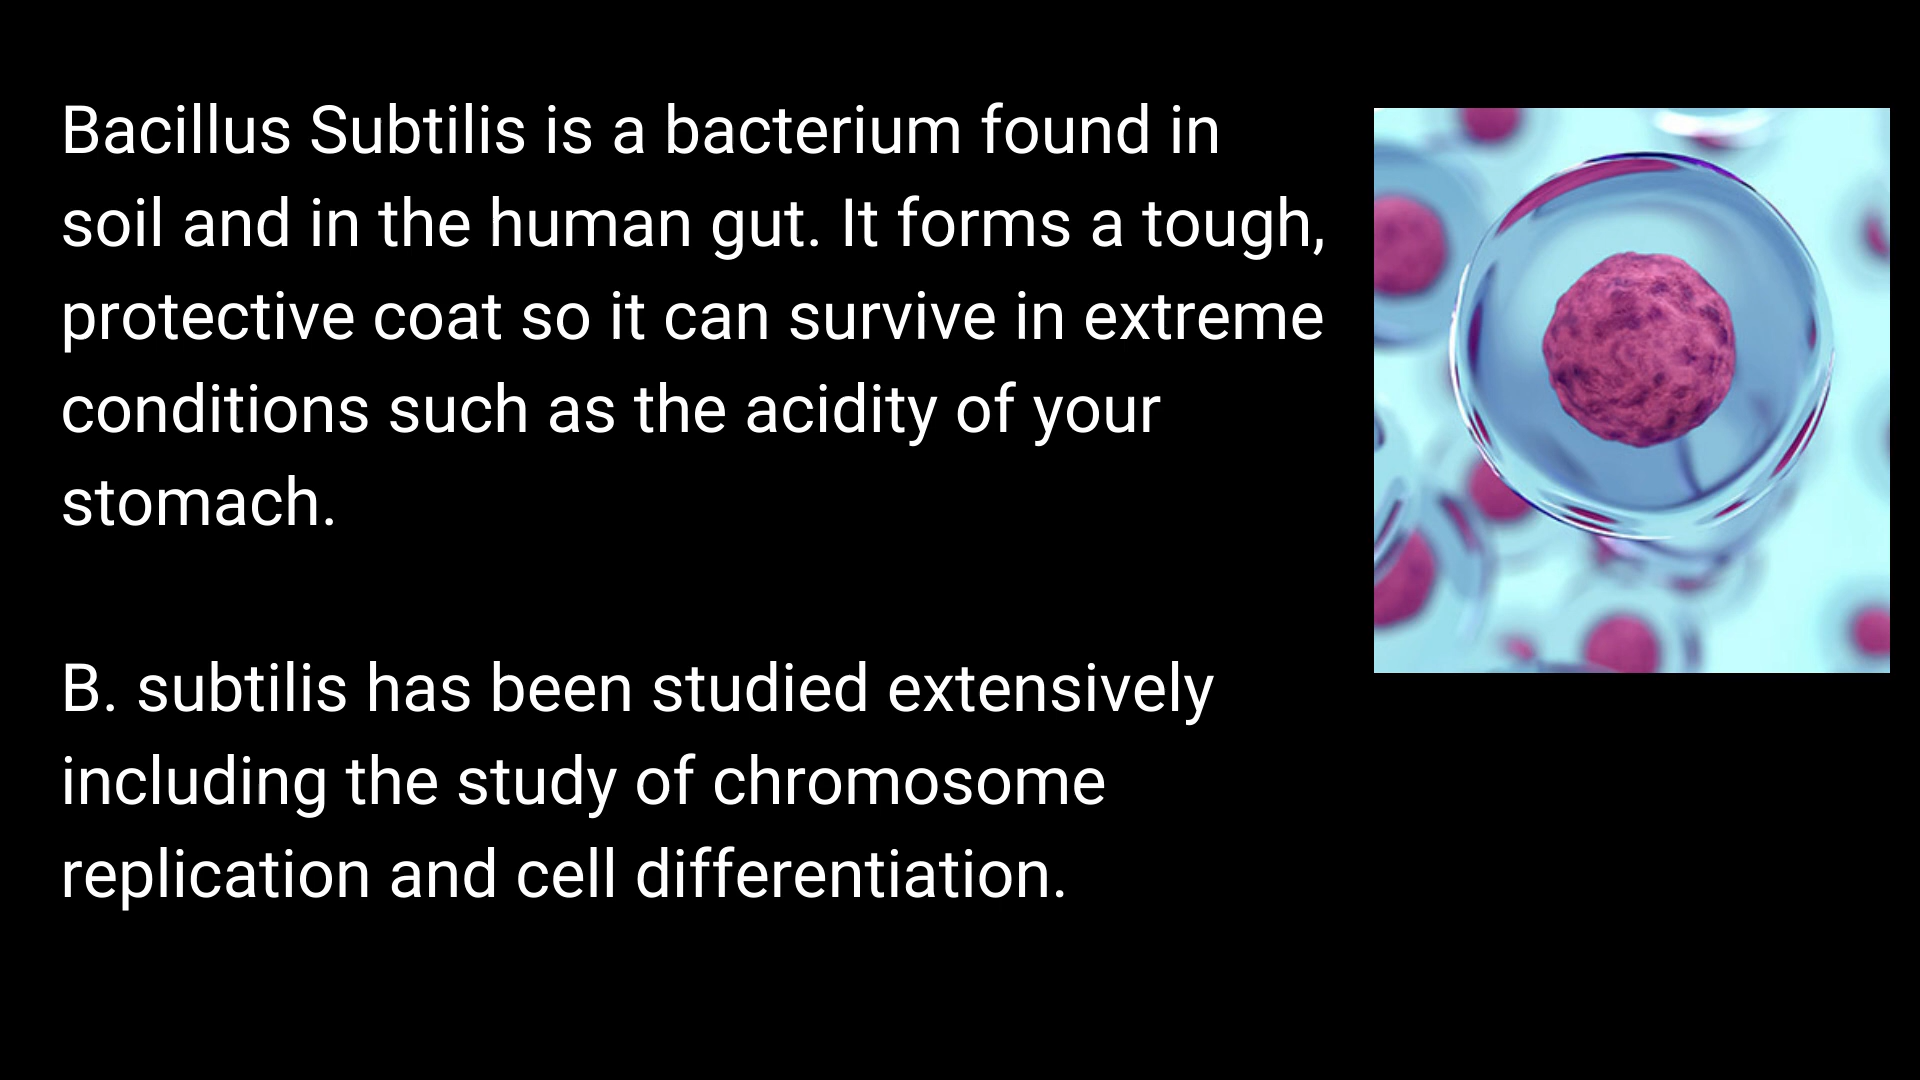 Bacillus Subtilis is a bacterium found in
soil and in the human gut. It forms a tough,
protective coat so it can survive in extreme
conditions such as the acidity of your
stomach.
B. subtilis has been studied extensively
including the study of chromosome
replication and cell differentiation.